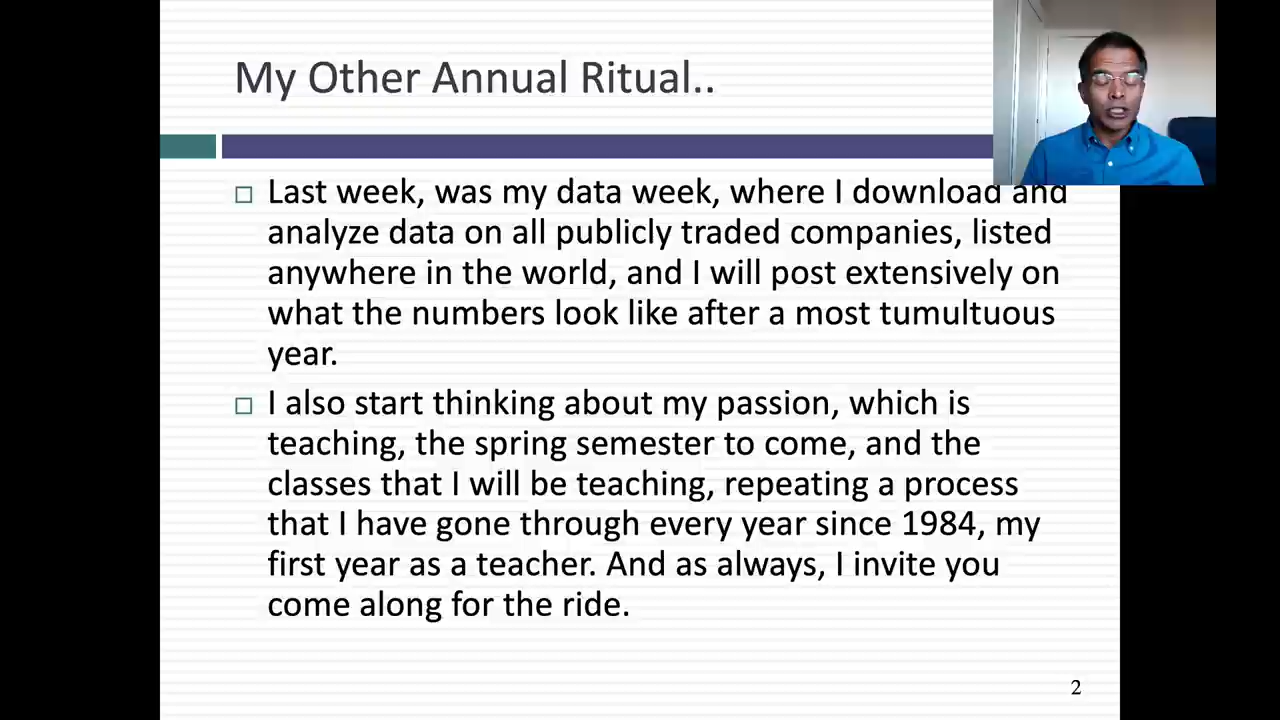 My Other Annual Ritual..
Last week, was my data week, where I download and
analyze data on all publicly traded companies, listed
anywhere in the world, and I will post extensively on
what the numbers look like after a most tumultuous
year.
I also start thinking about my passion, which is
teaching, the spring semester to come, and the
classes that I will be teaching, repeating a process
that I have gone through every year since 1984, my
first year as a teacher. And as always, I invite you
come along for the ride.
2